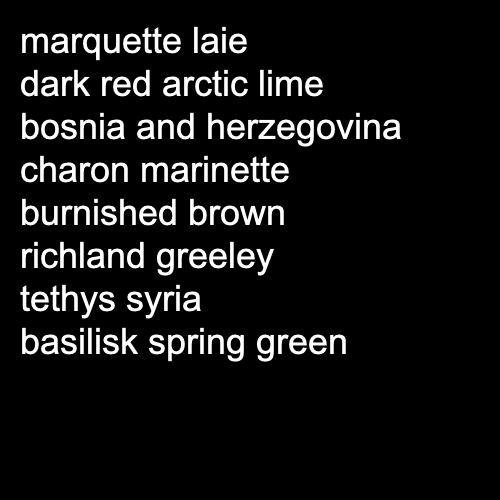 marquette laie
dark red arctic lime
bosnia and herzegovina
charon marinette
burnished brown
richland greeley
tethys syria
basilisk spring green